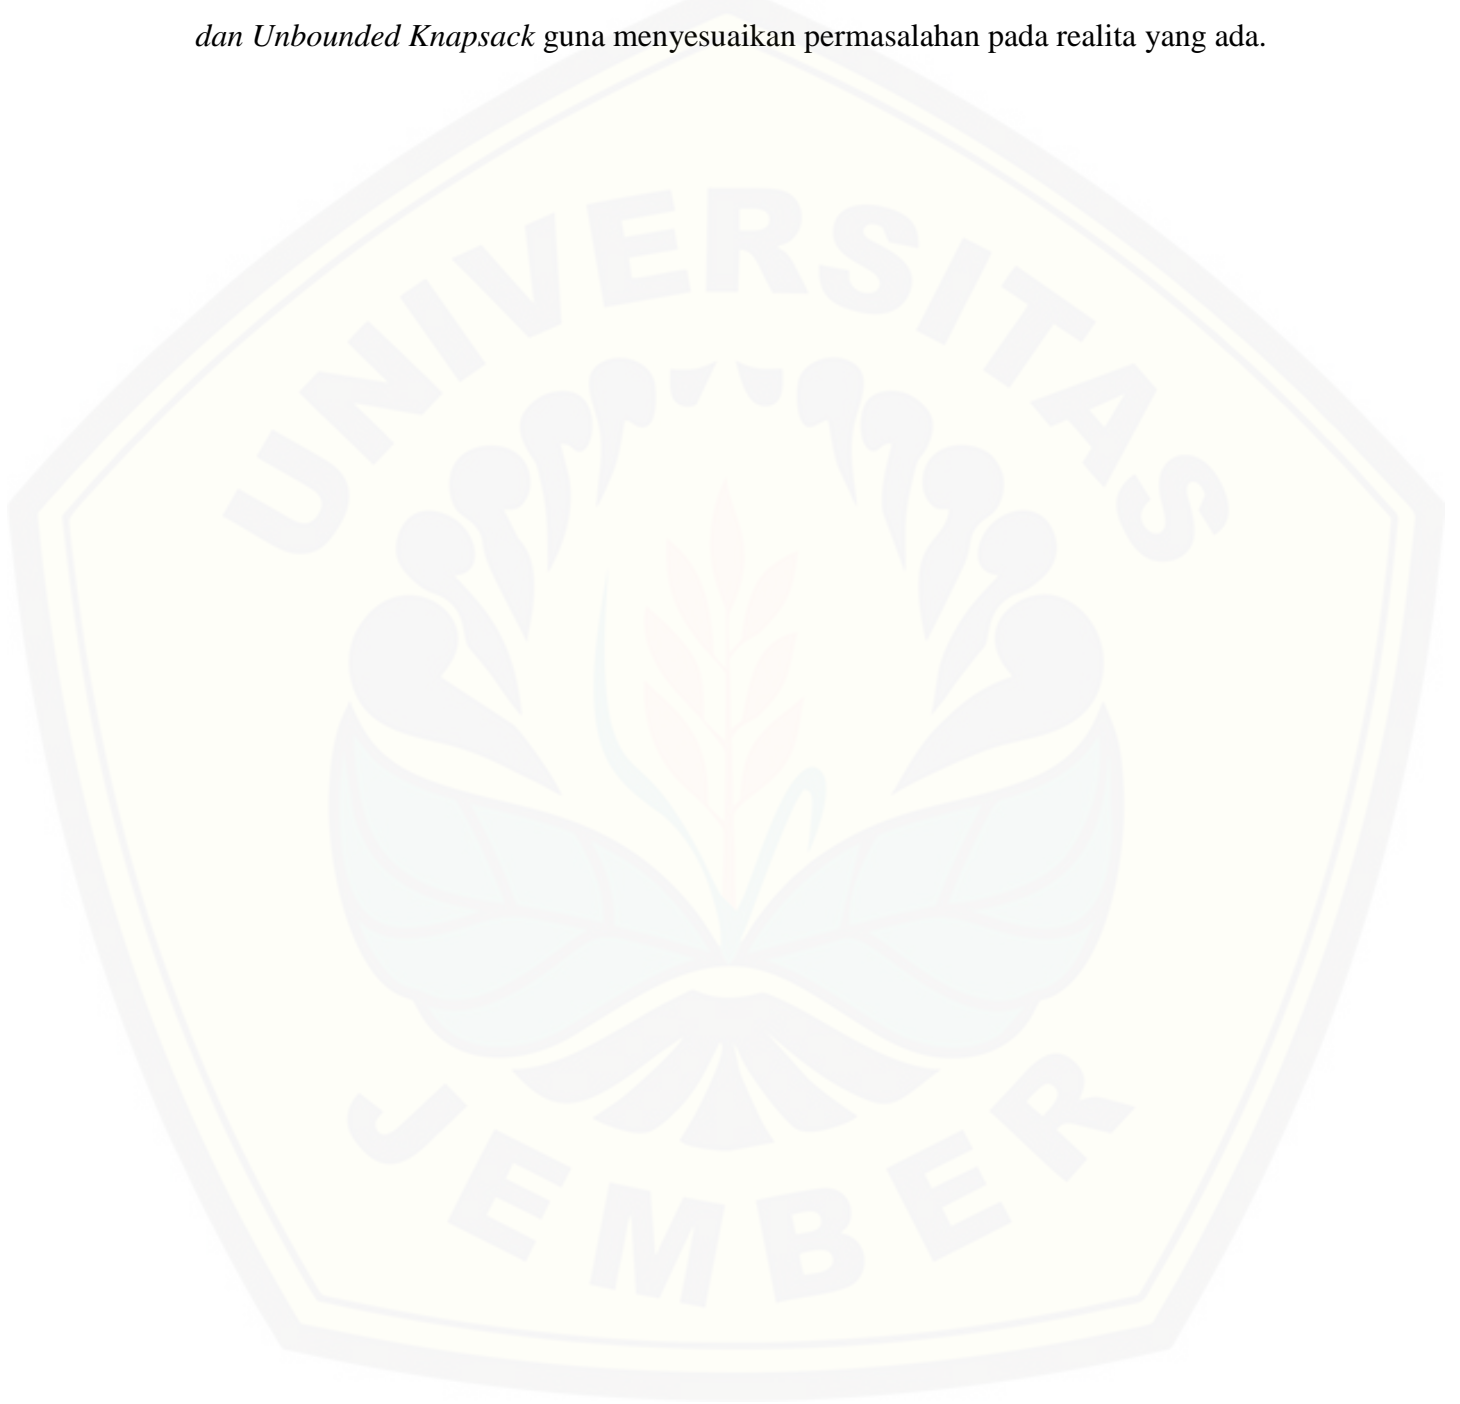 dan Unbounded Knapsack guna menyesuaikan permasalahan pada realita yang ada.
UNIVERSITAS
JEMBER